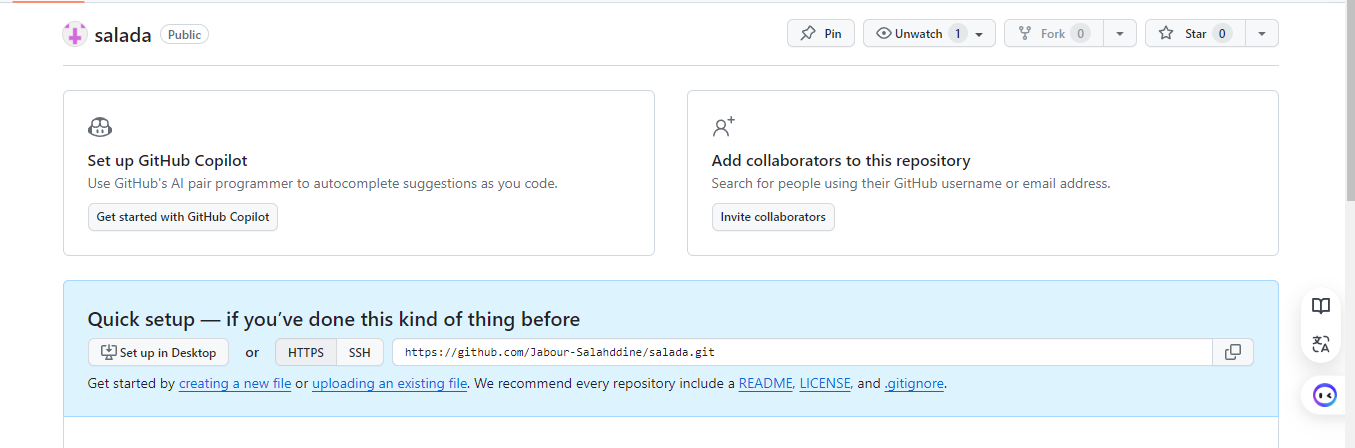 salada Public Pin Unwatch 1 Fork 0 Star 0
Set up GitHub Copilot
Use GitHub's AI pair programmer to autocomplete suggestions as you code.
Get started with GitHub Copilot
Add collaborators to this repository
Search for people using their GitHub username or email address.
Invite collaborators
Quick setup — if you’ve done this kind of thing before
Set up in Desktop or HTTPS SSH https://github.com/Jabour-Salahddine/salada.git
Get started by creating a new file or uploading an existing file. We recommend every repository include a README, LICENSE, and .gitignore.